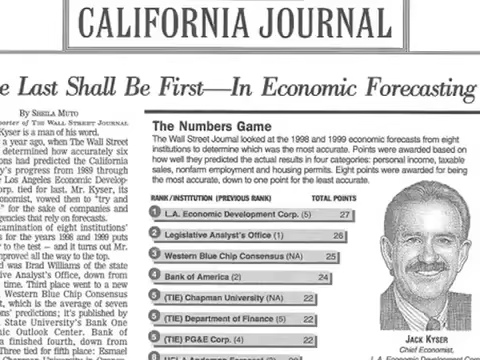 CALIFORNIA JOURNAL
e Last Shall Be First—In Economic Forecasting
By SHEILA MUTO
porter of THE WALL STREET JOURNAL
Kyser is a man of his word.
a year ago, when The Wall Street
determined how accurately six
ons had predicted the California
y's progress from 1989 through
e Los Angeles Economic Develop-
orp. tied for last. Mr. Kyser, its
onomist, vowed then to "try and
for the sake of companies and
gencies that rely on forecasts.
xamination of eight institutions'
s for the years 1998 and 1999 puts
to the test – and it turns out Mr.
mproved all the way to the top.
d was Brad Williams of the state
ive Analyst's Office, down from
time. Third place went to a new
Western Blue Chip Consensus
t, which is the average of seven
ons' predictions; it's published by
State University's Bank One
ic Outlook Center. Bank of
finished fourth, down from
Three tied for fifth place: Esmael
The Numbers Game
The Wall Street Journal looked at the 1998 and 1999 economic forecasts from eight
institutions to determine which was the most accurate. Points were awarded based on
how well they predicted the actual results in four categories: personal income, taxable
sales, nonfarm employment and housing permits. Eight points were awarded for being
the most accurate, down to one point for the least accurate.
RANK/INSTITUTION (PREVIOUS RANK) TOTAL POINTS
1 L.A. Economic Development Corp. (5) 27
2 Legislative Analyst's Office (1) 26
3 Western Blue Chip Consensus (NA) 25
4 Bank of America (2) 24
5 (TIE) Chapman University (NA) 22
5 (TIE) Department of Finance (5) 22
5 (TIE) PG&E Corp. (4) 22
JACK KYSER
Chief Economist,